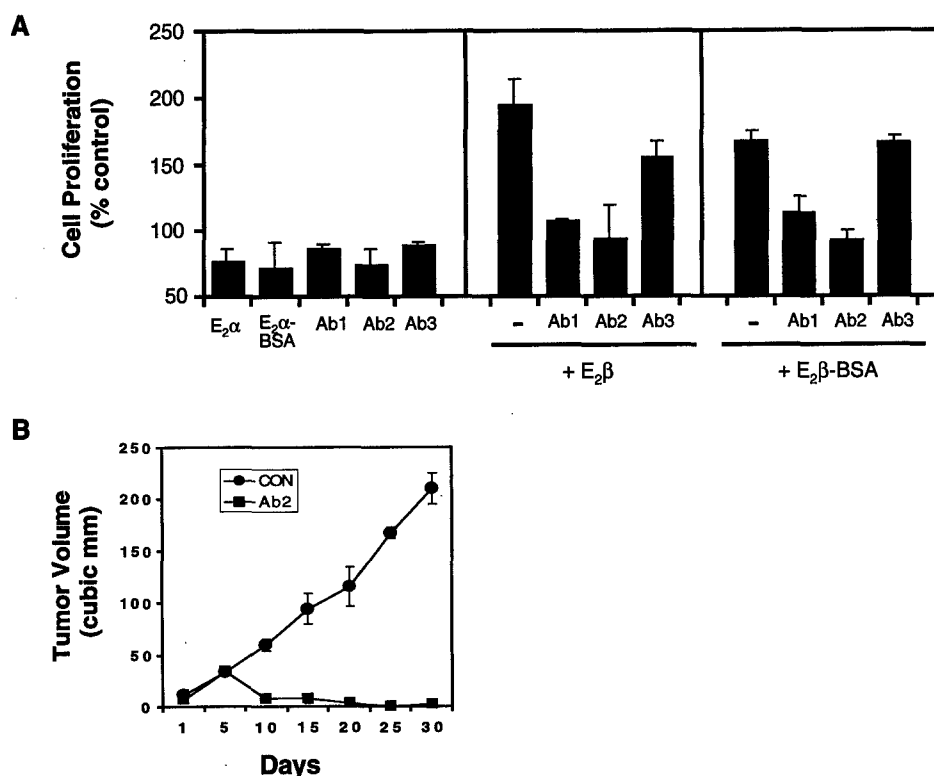 A
Cell Proliferation
(% control)
250
200
150
100
50
E₂α
E₂α-
BSA
Ab1
Ab2
Ab3
-
Ab1
Ab2
Ab3
+ E₂β
-
Ab1
Ab2
Ab3
+ E₂β-BSA
B
Tumor Volume
(cubic mm)
250
200
150
100
50
0
CON
Ab2
1 5 10 15 20 25 30
Days